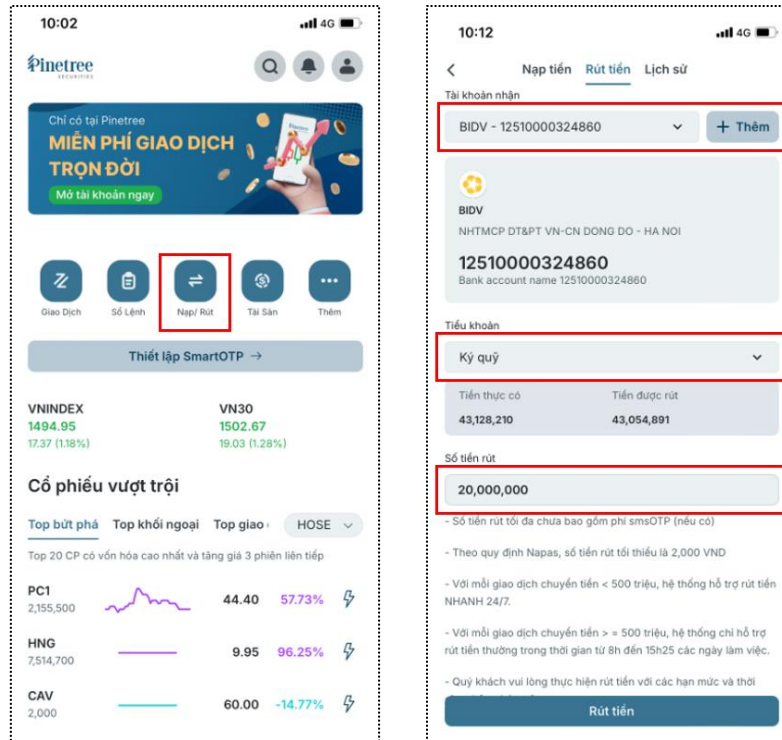 10:02
4G
Pinetree
SECURITIES
Chỉ có tại Pinetree
MIỄN PHÍ GIAO DỊCH
TRỌN ĐỜI
Mở tài khoản ngay
Giao Dịch
Sổ Lệnh
Nạp/ Rút
Tài Sản
Thêm
Thiết lập SmartOTP →
VNINDEX
1494.95
17.37 (1.18%)
VN30
1502.67
19.03 (1.28%)
Cổ phiếu vượt trội
Top bứt phá Top khối ngoại Top giao HOSE
Top 20 CP có vốn hóa cao nhất và tăng giá 3 phiên liên tiếp
PC1
2,155,500
44.40 57.73%
HNG
7,514,700
9.95 96.25%
CAV
2,000
60.00 -14.77%
10:12
4G
Nạp tiền Rút tiền Lịch sử
Tài khoản nhận
BIDV - 12510000324860
+ Thêm
BIDV
NHTMCP DT&PT VN-CN DONG DO - HA NOI
12510000324860
Bank account name 12510000324860
Tiểu khoản
Ký quỹ
Tiền thực có Tiền được rút
43,128,210 43,054,891
Số tiền rút
20,000,000
- Số tiền rút tối đa chưa bao gồm phí smsOTP (nếu có)
- Theo quy định Napas, số tiền rút tối thiểu là 2,000 VND
- Với mỗi giao dịch chuyển tiền < 500 triệu, hệ thống hỗ trợ rút tiền
NHANH 24/7.
- Với mỗi giao dịch chuyển tiền > = 500 triệu, hệ thống chỉ hỗ trợ
rút tiền thường trong thời gian từ 8h đến 15h25 các ngày làm việc.
- Quý khách vui lòng thực hiện rút tiền với các hạn mức và thời
Rút tiền